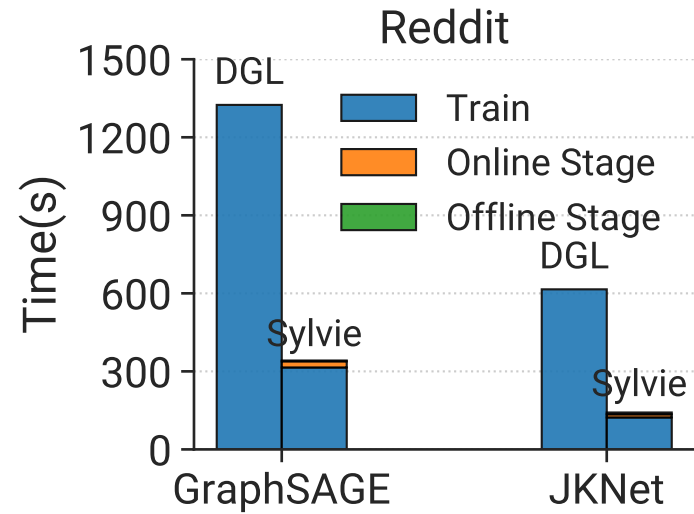 Reddit
Time(s)
1500
1200
900
600
300
0
DGL
Train
Online Stage
Offline Stage
DGL
Sylvie
Sylvie
GraphSAGE
JKNet